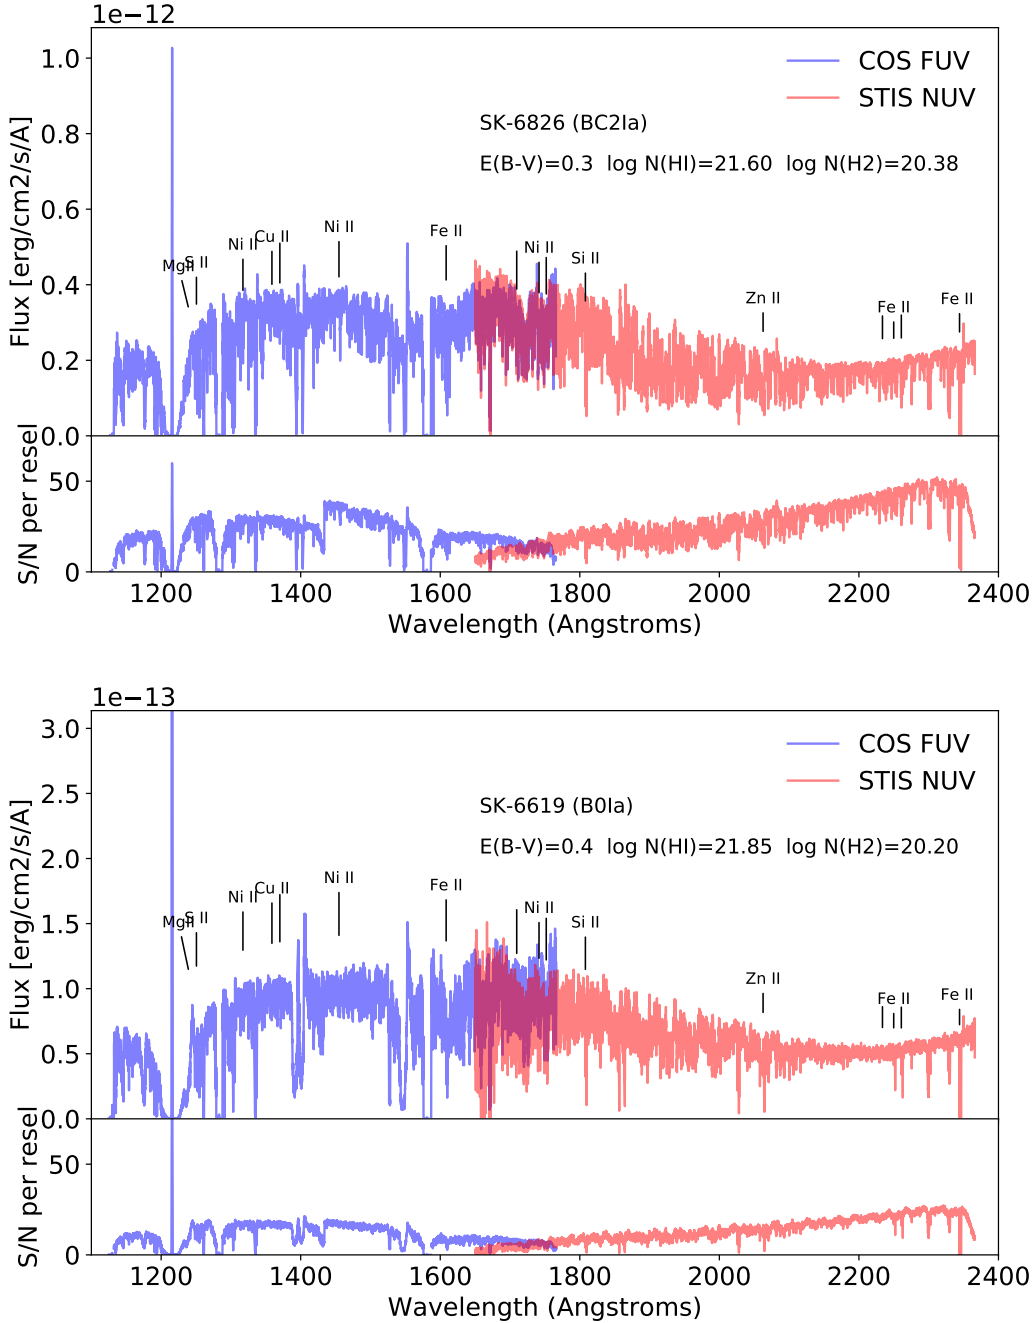 1e−12
1.0
COS FUV
STIS NUV
0.8
SK-6826 (BC2Ia)
E(B-V)=0.3 log N(HI)=21.60 log N(H2)=20.38
0.6
Flux [erg/cm2/s/A]
MgII
S II
Ni II
Cu II
Ni II
Fe II
Ni II
Si II
Zn II
Fe II
Fe II
0.4
0.2
0.0
S/N per resel
50
0
1200 1400 1600 1800 2000 2200 2400
Wavelength (Angstroms)
1e−13
3.0
COS FUV
STIS NUV
2.5
SK-6619 (B0Ia)
E(B-V)=0.4 log N(HI)=21.85 log N(H2)=20.20
2.0
Flux [erg/cm2/s/A]
MgII
S II
Ni II
Cu II
Ni II
Fe II
Ni II
Si II
Zn II
Fe II
Fe II
1.5
1.0
0.5
0.0
S/N per resel
50
0
1200 1400 1600 1800 2000 2200 2400
Wavelength (Angstroms)